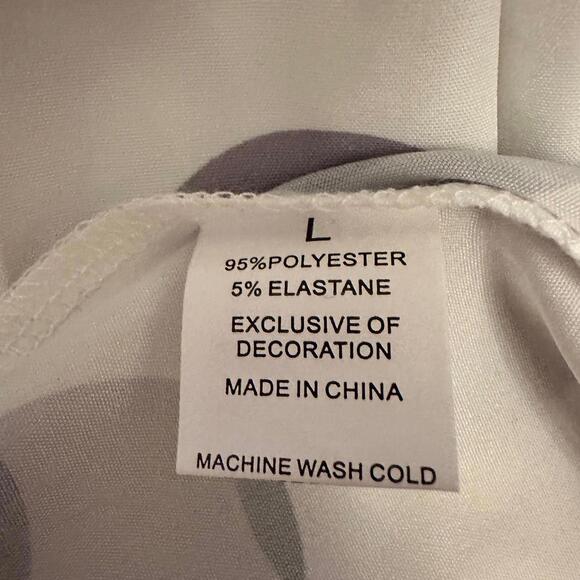 L
95%POLYESTER
5% ELASTANE
EXCLUSIVE OF
DECORATION
MADE IN CHINA
MACHINE WASH COLD